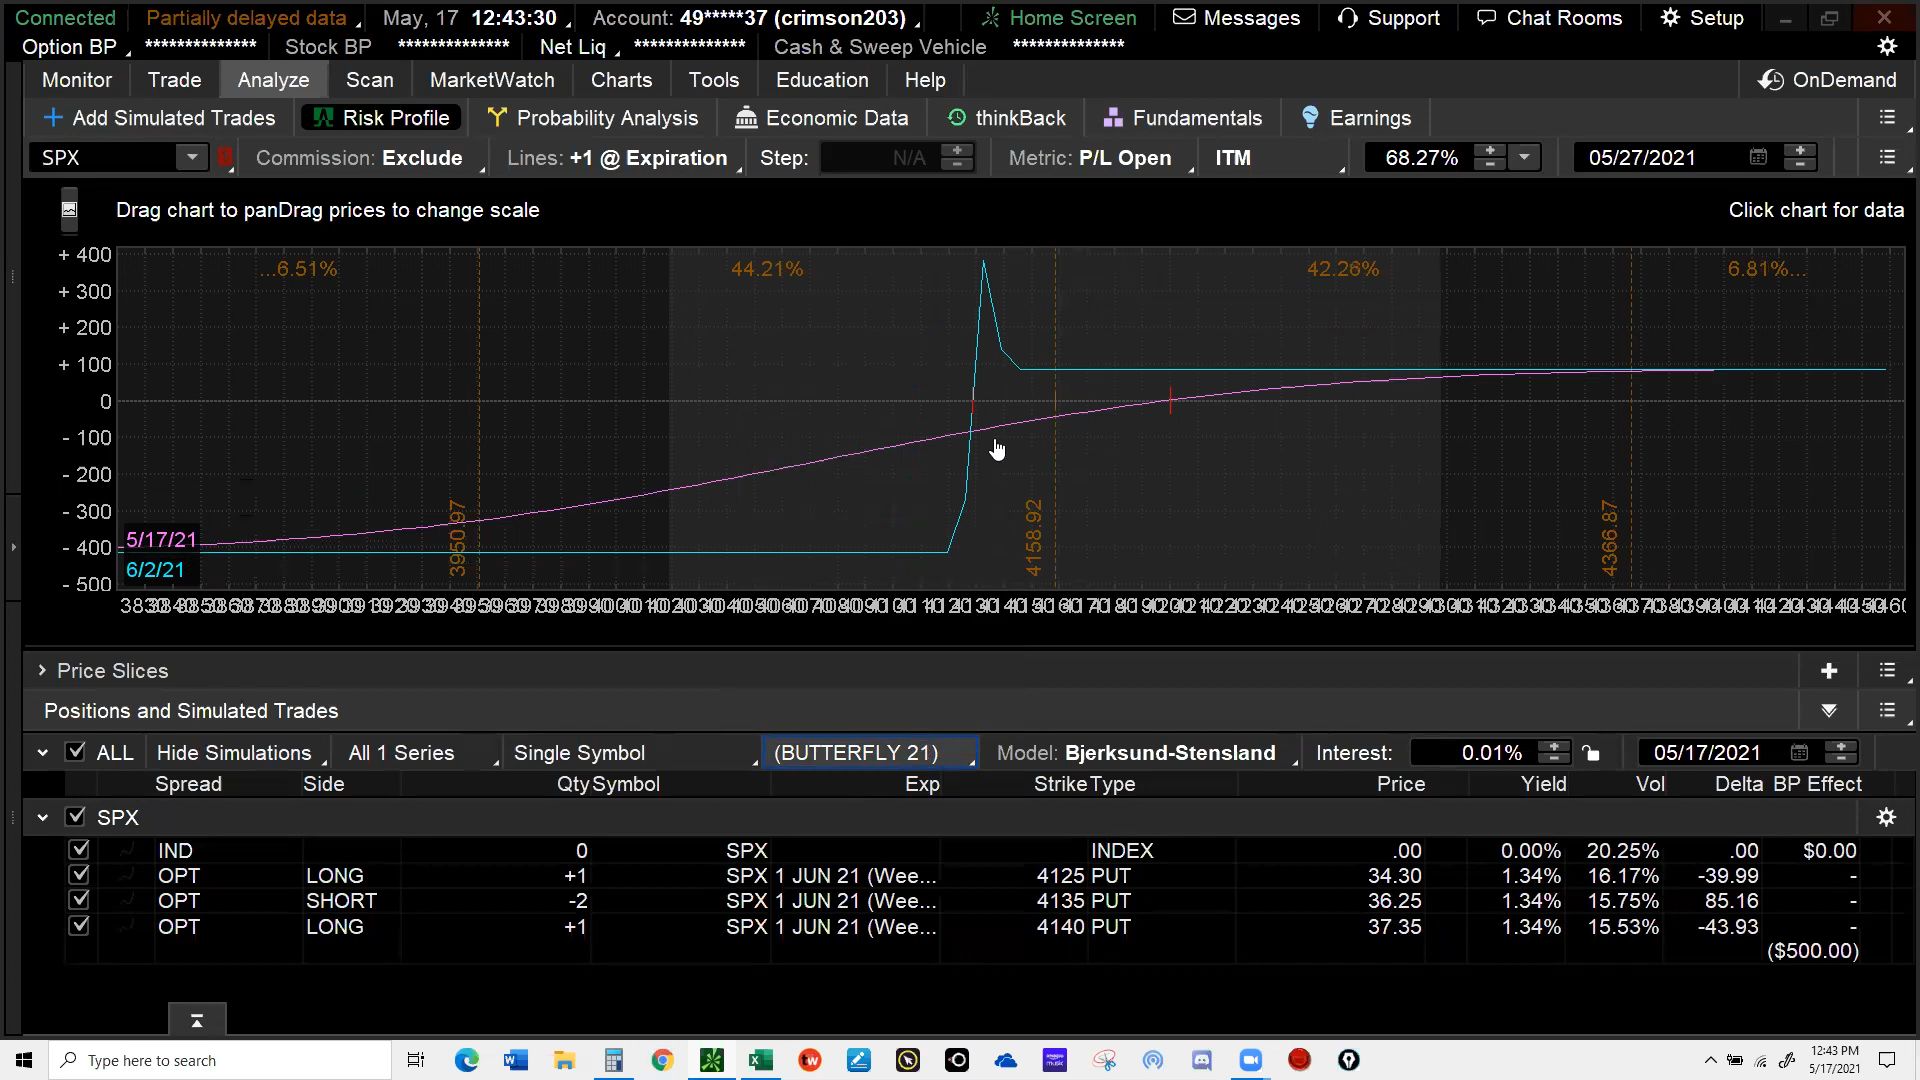 Connected Partially delayed data May, 17 12:43:30 Account: 49*****37 (crimson203) Home Screen Messages Support Chat Rooms Setup
Option BP ************** Stock BP ************** Net Liq ************** Cash & Sweep Vehicle **************
Monitor Trade Analyze Scan MarketWatch Charts Tools Education Help OnDemand
Add Simulated Trades Risk Profile Probability Analysis Economic Data thinkBack Fundamentals Earnings
SPX Commission: Exclude Lines: +1 @ Expiration Step: N/A Metric: P/L Open ITM 68.27% 05/27/2021
Drag chart to panDrag prices to change scale Click chart for data
+ 400 ...6.51% 44.21% 42.26% 6.81%...
+ 300
+ 200
+ 100
0
- 100
- 200
- 300
- 400
- 500
3950.97 4158.92 4366.87
5/17/21
6/2/21
Price Slices
Positions and Simulated Trades
ALL Hide Simulations All 1 Series Single Symbol (BUTTERFLY 21) Model: Bjerksund-Stensland Interest: 0.01% 05/17/2021
Spread Side Qty Symbol Exp Strike Type Price Yield Vol Delta BP Effect
SPX
IND 0 SPX INDEX .00 0.00% 20.25% .00 $0.00
OPT LONG +1 SPX 1 JUN 21 (Wee... 4125 PUT 34.30 1.34% 16.17% -39.99 -
OPT SHORT -2 SPX 1 JUN 21 (Wee... 4135 PUT 36.25 1.34% 15.75% 85.16 -
OPT LONG +1 SPX 1 JUN 21 (Wee... 4140 PUT 37.35 1.34% 15.53% -43.93 -
($500.00)
Type here to search
12:43 PM
5/17/2021